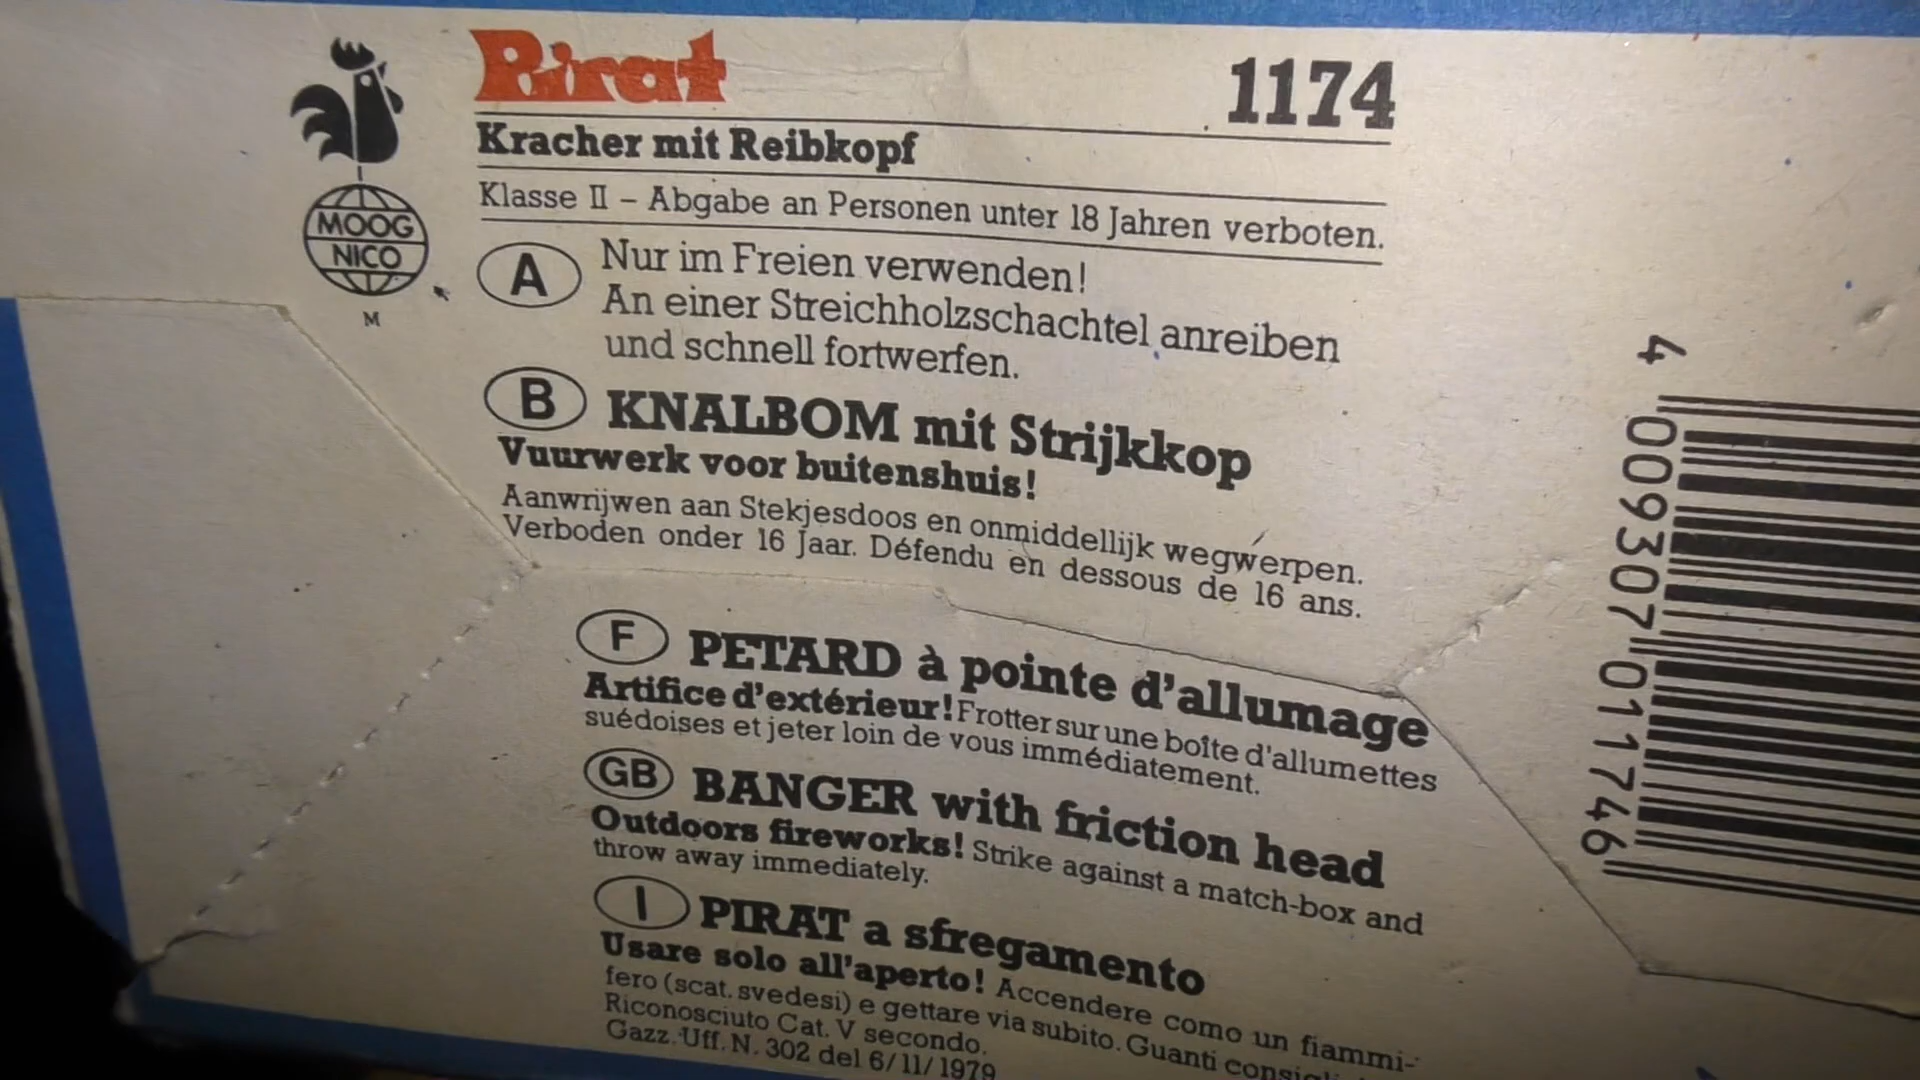 Pirat
1174
Kracher mit Reibkopf
Klasse II – Abgabe an Personen unter 18 Jahren verboten.
MOOG
NICO
M
A
Nur im Freien verwenden!
An einer Streichholzschachtel anreiben
und schnell fortwerfen.
B KNALBOM mit Strijkkop
Vuurwerk voor buitenshuis!
Aanwrijwen aan Stekjesdoos en onmiddellijk wegwerpen.
Verboden onder 16 Jaar. Défendu en dessous de 16 ans.
F PETARD à pointe d'allumage
Artifice d'extérieur! Frotter sur une boîte d'allumettes
suédoises et jeter loin de vous immédiatement.
GB BANGER with friction head
Outdoors fireworks! Strike against a match-box and
throw away immediately.
I PIRAT a sfregamento
Usare solo all'aperto! Accendere come un fiammi-
fero (scat. svedesi) e gettare via subito. Guanti
Riconosciuto Cat. V secondo.
Gazz. Uff. N. 302 del 6/11/1979
4 009307 011746